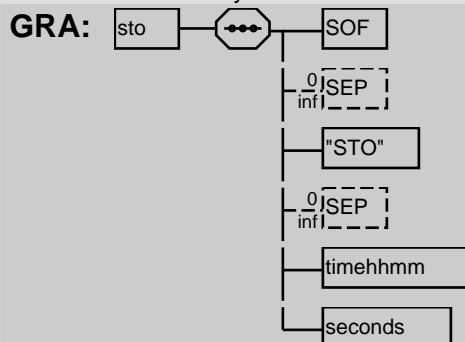 GRA: sto SOF
0
inf SEP
"STO"
0
inf SEP
timehhmm
seconds